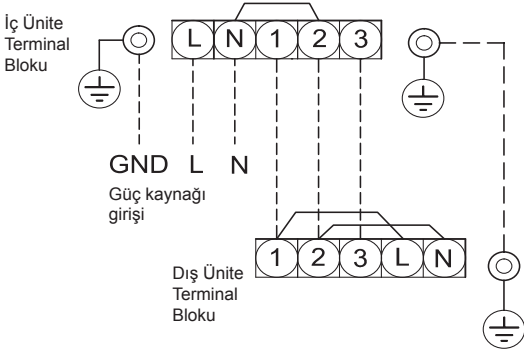 İç Ünite
Terminal
Bloku
L N 1 2 3
GND L N
Güç kaynağı
girişi
1 2 3 L N
Dış Ünite
Terminal
Bloku